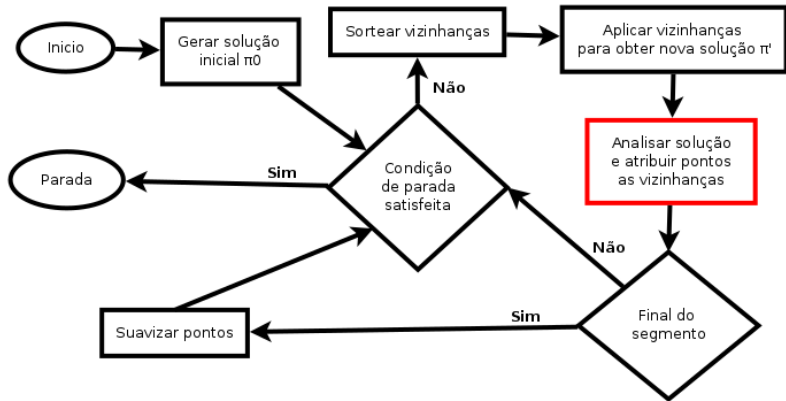 Inicio
Gerar solução
inicial π0
Sortear vizinhanças
Aplicar vizinhanças
para obter nova solução π'
Não
Analisar solução
e atribuir pontos
as vizinhanças
Condição
de parada
satisfeita
Sim
Parada
Não
Final do
segmento
Sim
Suavizar pontos